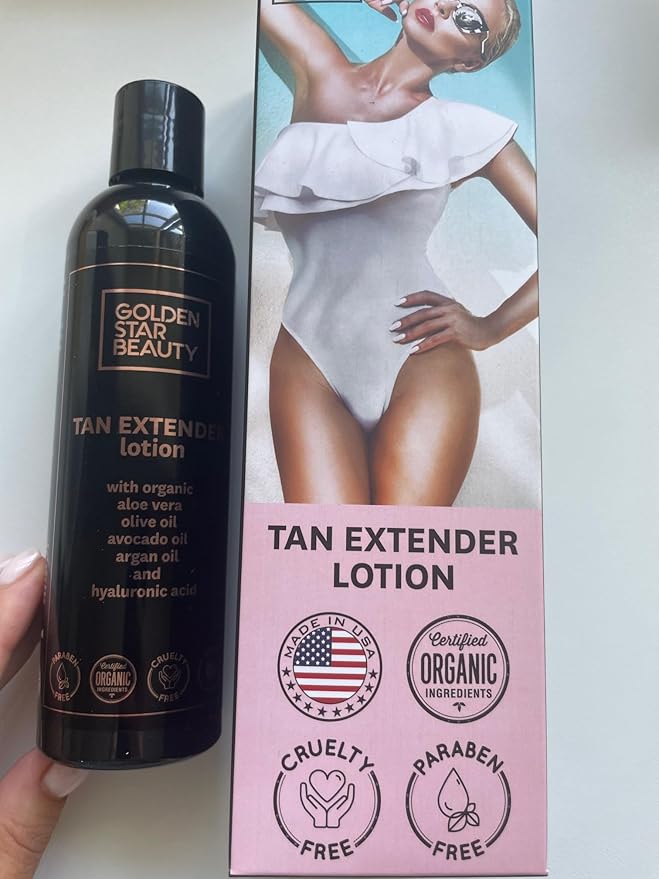 GOLDEN
STAR
BEAUTY
TAN EXTENDER
lotion
with organic
aloe vera
olive oil
avocado oil
argan oil
and
hyaluronic acid
PARABEN
FREE
Certified
ORGANIC
INGREDIENTS
CRUELTY
FREE
TAN EXTENDER
LOTION
MADE IN USA
Certified
ORGANIC
INGREDIENTS
CRUELTY
FREE
PARABEN
FREE